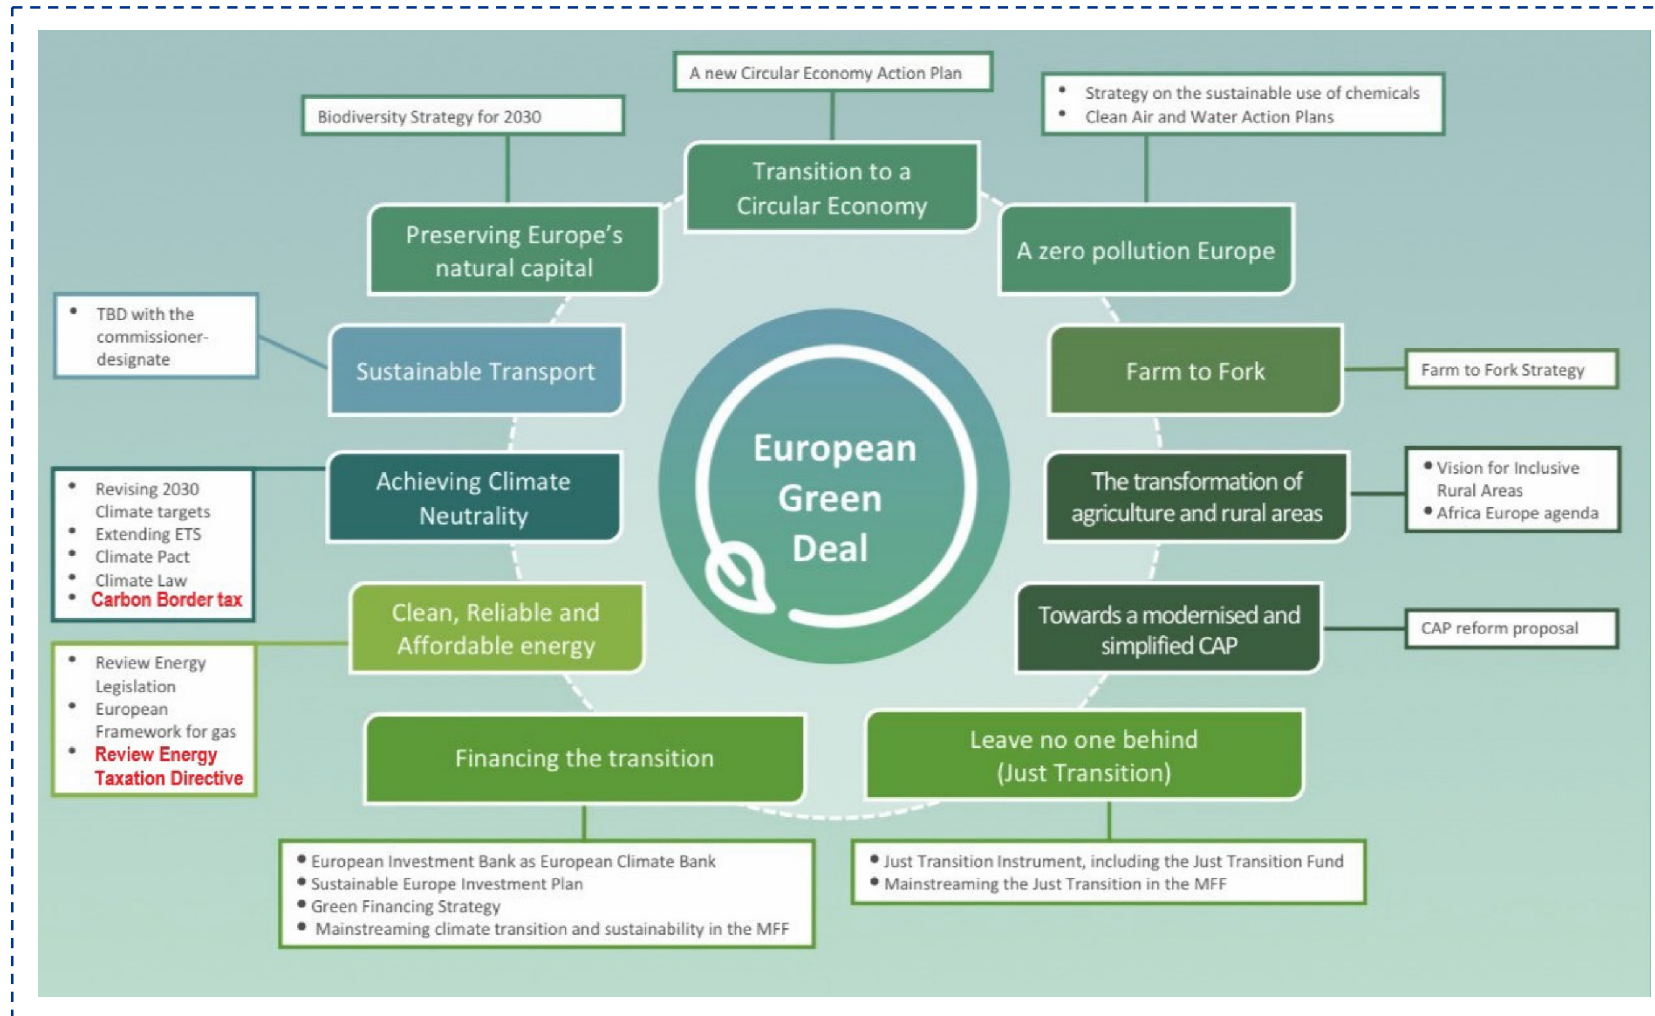 A new Circular Economy Action Plan
Biodiversity Strategy for 2030
• Strategy on the sustainable use of chemicals
• Clean Air and Water Action Plans
Transition to a
Circular Economy
Preserving Europe's
natural capital
A zero pollution Europe
• TBD with the
commissioner-
designate
Sustainable Transport
Farm to Fork
Farm to Fork Strategy
European
Green
Deal
• Revising 2030
Climate targets
• Extending ETS
• Climate Pact
• Climate Law
• Carbon Border tax
Achieving Climate
Neutrality
The transformation of
agriculture and rural areas
• Vision for Inclusive
Rural Areas
• Africa Europe agenda
Clean, Reliable and
Affordable energy
Towards a modernised and
simplified CAP
CAP reform proposal
• Review Energy
Legislation
• European
Framework for gas
• Review Energy
Taxation Directive
Financing the transition
Leave no one behind
(Just Transition)
• European Investment Bank as European Climate Bank
• Sustainable Europe Investment Plan
• Green Financing Strategy
• Mainstreaming climate transition and sustainability in the MFF
• Just Transition Instrument, including the Just Transition Fund
• Mainstreaming the Just Transition in the MFF